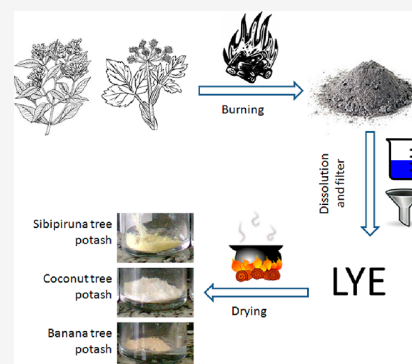 Burning
Dissolution
and filter
LYE
Drying
Sibipiruna tree
potash
Coconut tree
potash
Banana tree
potash